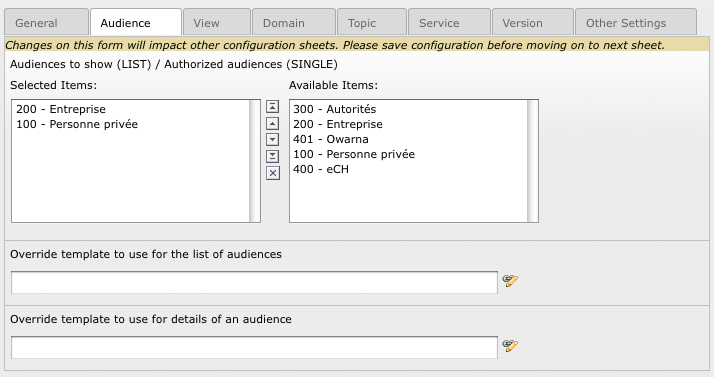 General Audience View Domain Topic Service Version Other Settings
Changes on this form will impact other configuration sheets. Please save configuration before moving on to next sheet.
Audiences to show (LIST) / Authorized audiences (SINGLE)
Selected Items:
200 - Entreprise
100 - Personne privée
Available Items:
300 - Autorités
200 - Entreprise
401 - Owarna
100 - Personne privée
400 - eCH
Override template to use for the list of audiences
Override template to use for details of an audience